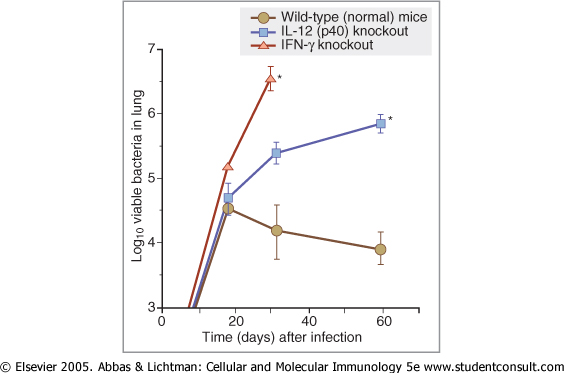 Wild-type (normal) mice
IL-12 (p40) knockout
IFN-γ knockout
7
6
5
4
3
*
*
Log10 viable bacteria in lung
0
20
40
60
Time (days) after infection
© Elsevier 2005. Abbas & Lichtman: Cellular and Molecular Immunology 5e www.studentconsult.com